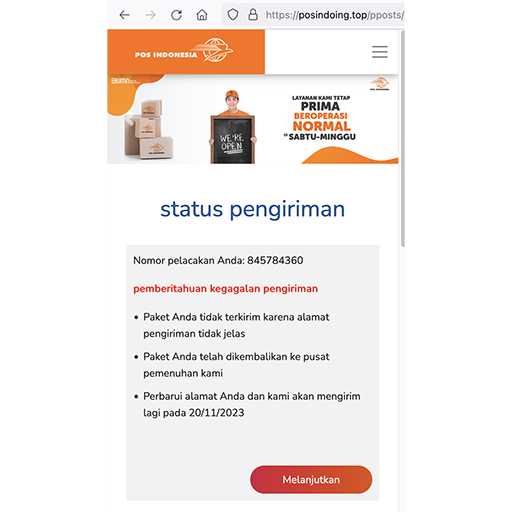 https://posindoing.top/pposts/
POS INDONESIA
BUMN
POS INDONESIA
LAYANAN KAMI TETAP
PRIMA
BEROPERASI
NORMAL
DI SABTU-MINGGU
WE'RE
OPEN
status pengiriman
Nomor pelacakan Anda: 845784360
pemberitahuan kegagalan pengiriman
• Paket Anda tidak terkirim karena alamat
pengiriman tidak jelas
• Paket Anda telah dikembalikan ke pusat
pemenuhan kami
• Perbarui alamat Anda dan kami akan mengirim
lagi pada 20/11/2023
Melanjutkan